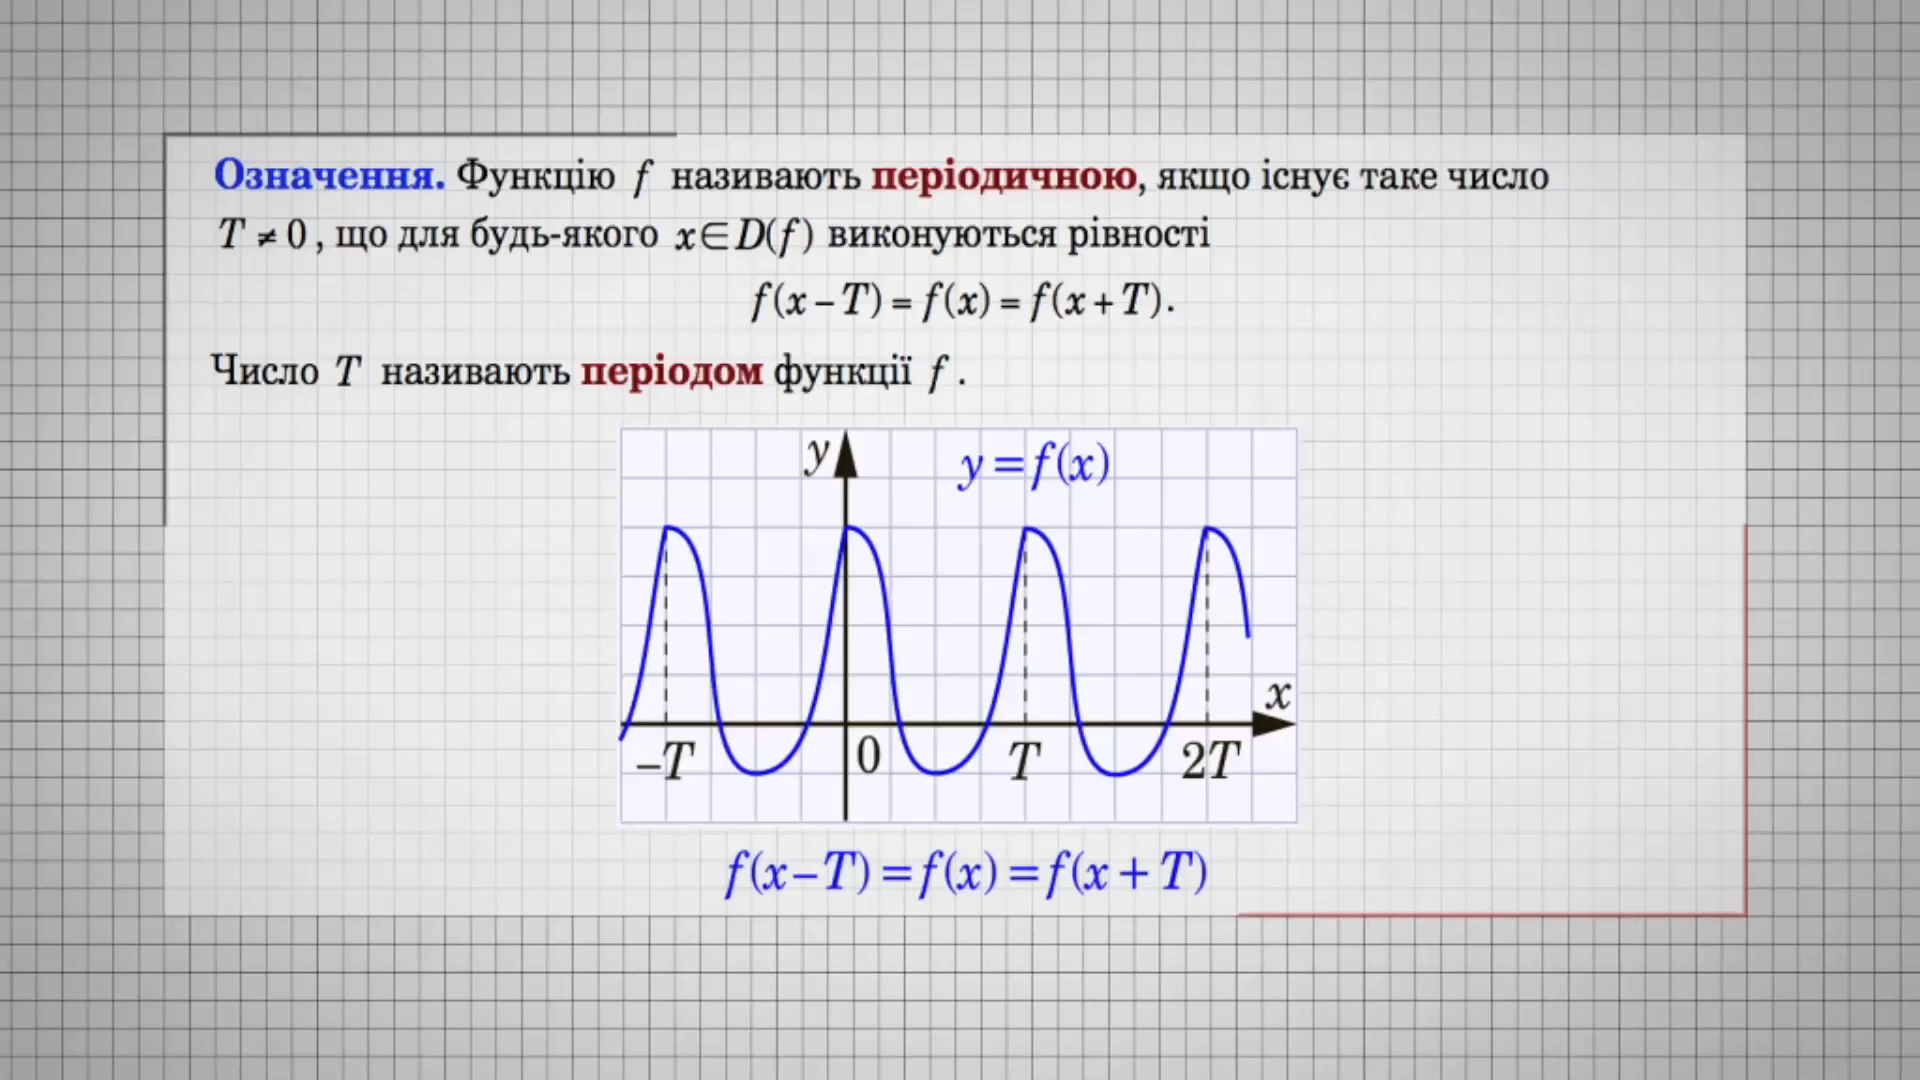 Означення. Функцію f називають періодичною, якщо існує таке число
T ≠ 0, що для будь-якого x∈D(f) виконуються рівності
f(x – T) = f(x) = f(x + T).
Число T називають періодом функції f.
y
y = f(x)
x
–T
0
T
2T
f(x – T) = f(x) = f(x + T)